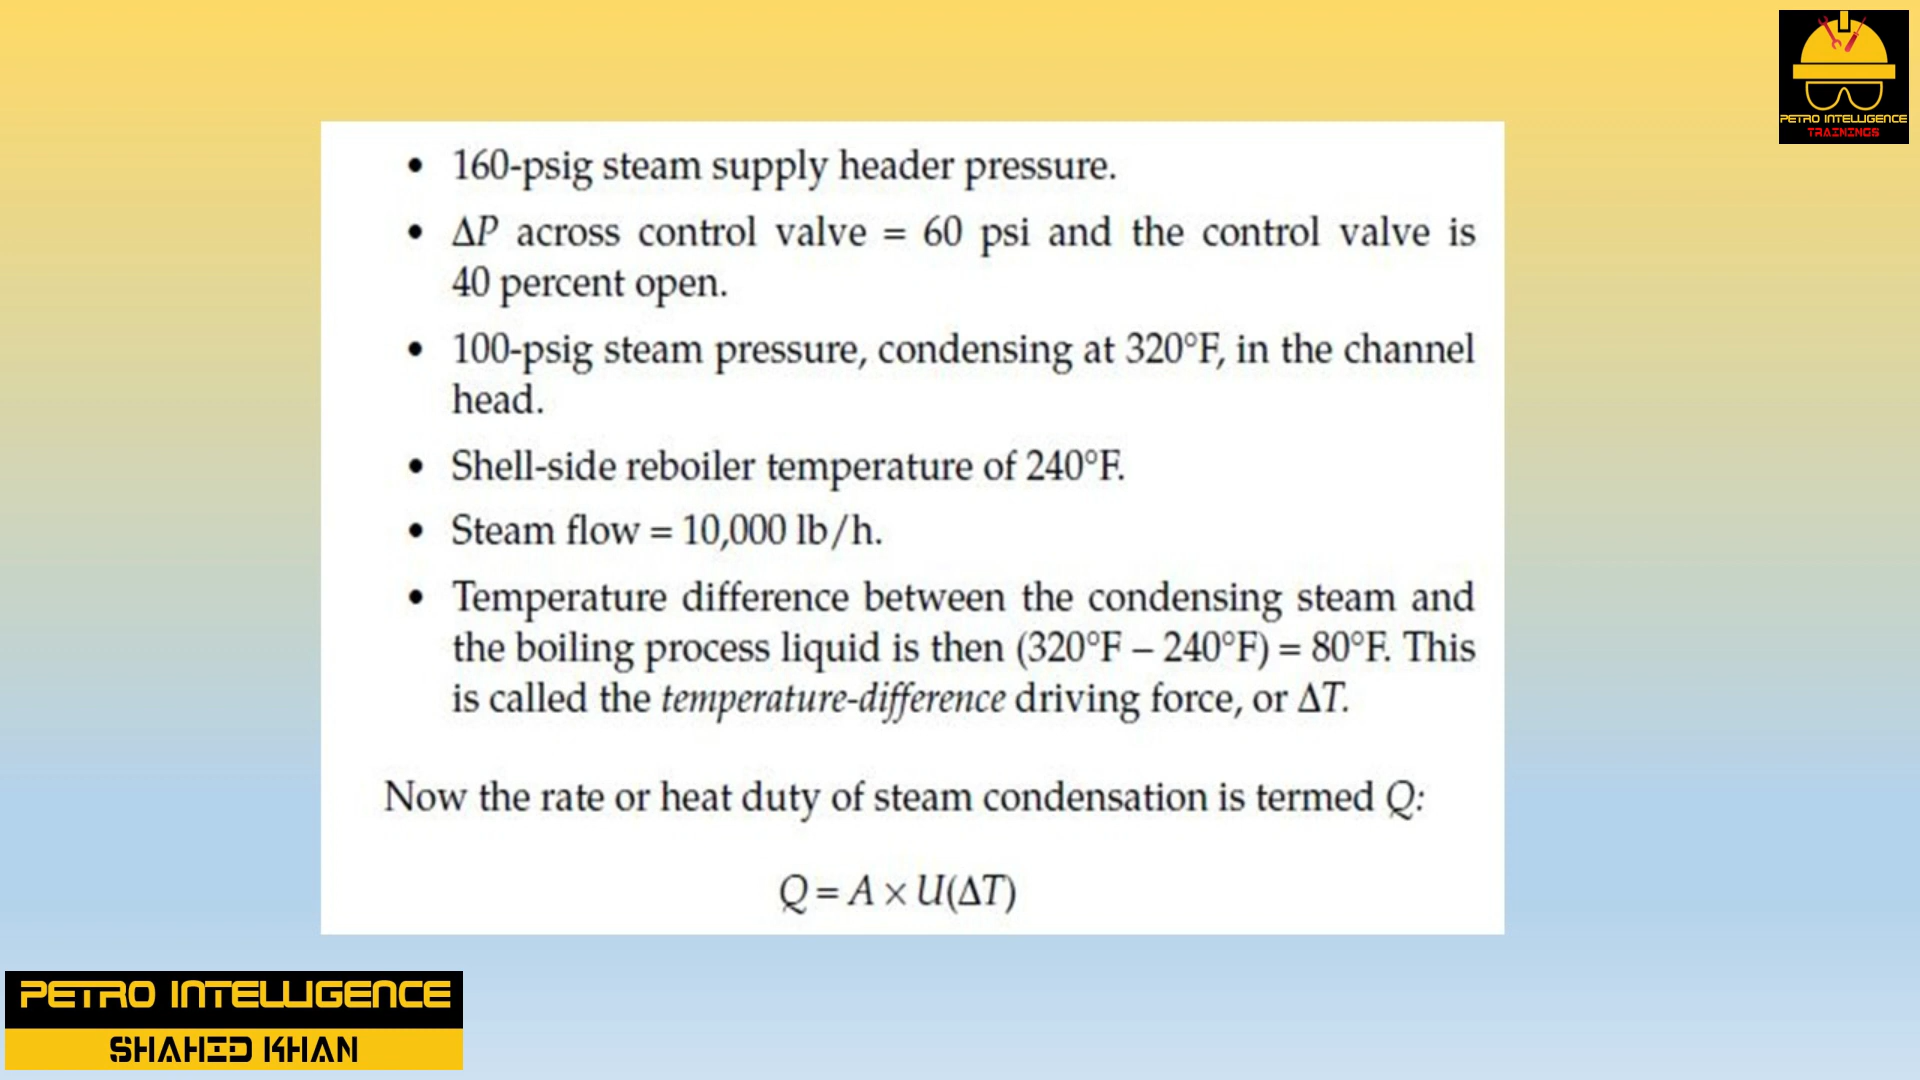 PETRO INTELLIGENCE
TRAININGS
• 160-psig steam supply header pressure.
• ΔP across control valve = 60 psi and the control valve is
40 percent open.
• 100-psig steam pressure, condensing at 320°F, in the channel
head.
• Shell-side reboiler temperature of 240°F.
• Steam flow = 10,000 lb/h.
• Temperature difference between the condensing steam and
the boiling process liquid is then (320°F – 240°F) = 80°F. This
is called the temperature-difference driving force, or ΔT.
Now the rate or heat duty of steam condensation is termed Q:
Q = A × U(ΔT)
PETRO INTELLIGENCE
SHAHID KHAN